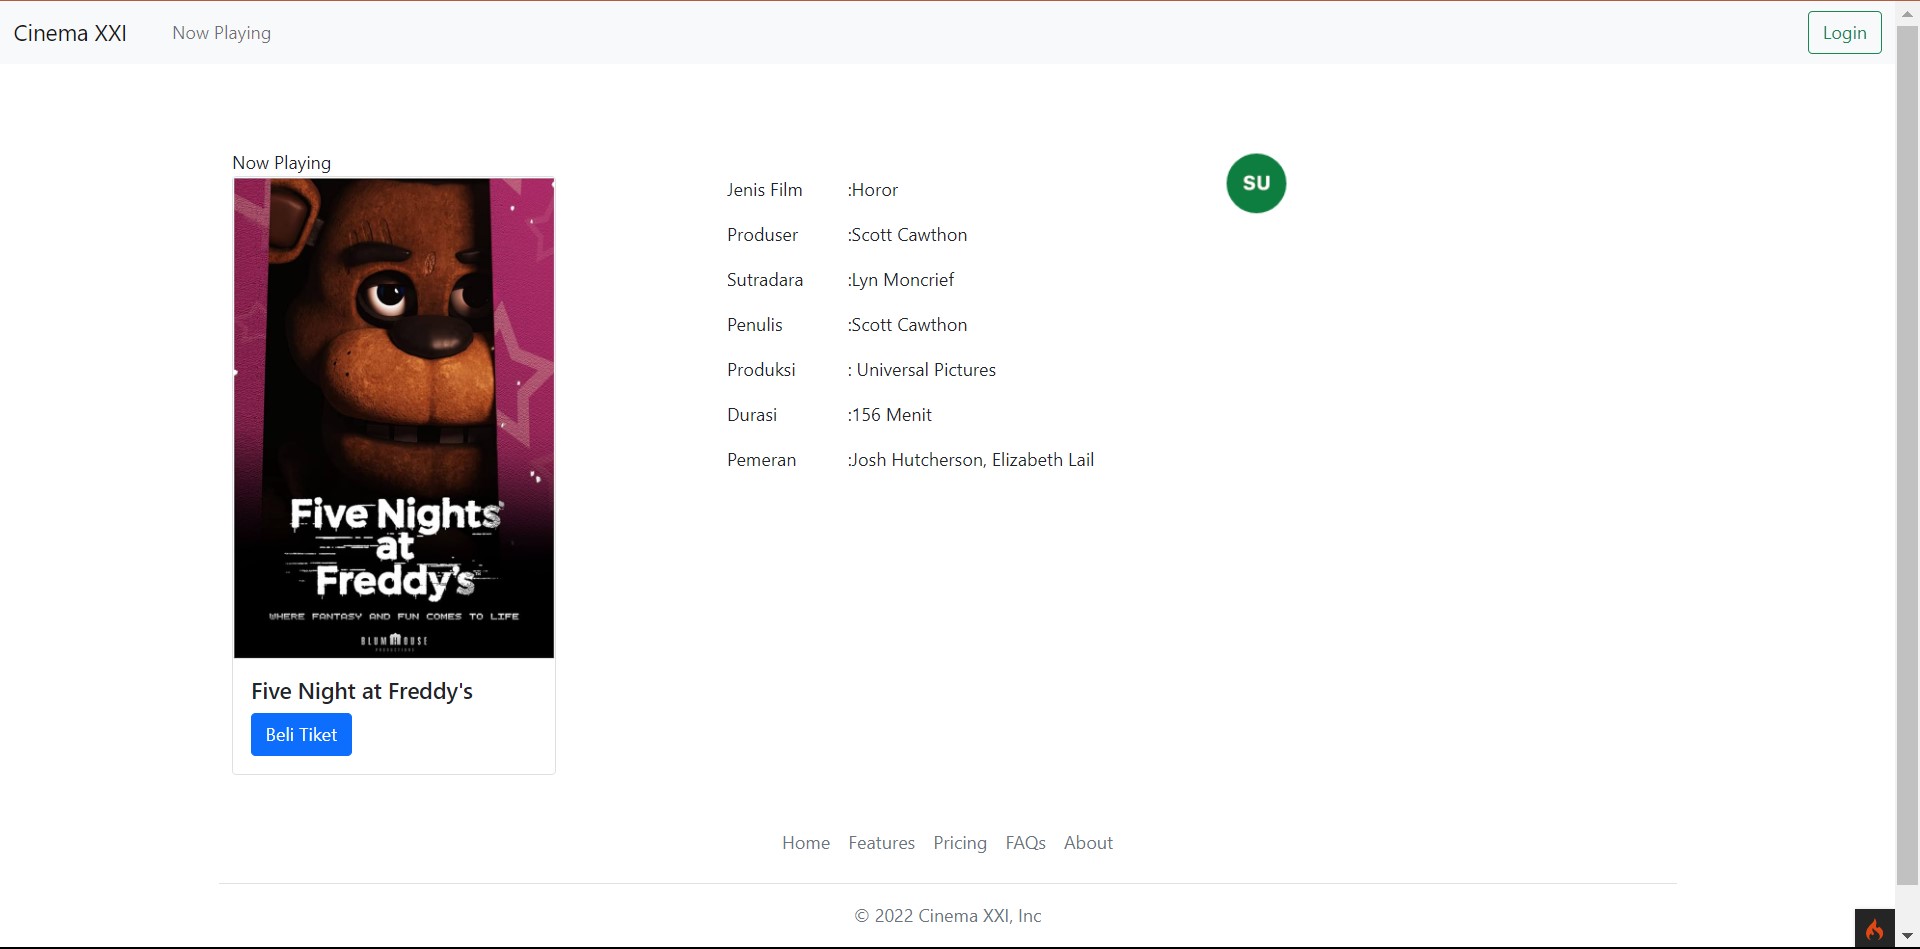 Cinema XXI Now Playing Login
Now Playing
Five Nights
at
Freddy's
WHERE FANTASY AND FUN COMES TO LIFE
BLUMHOUSE
PRODUCTIONS
Five Night at Freddy's
Beli Tiket
Jenis Film :Horor
Produser :Scott Cawthon
Sutradara :Lyn Moncrief
Penulis :Scott Cawthon
Produksi : Universal Pictures
Durasi :156 Menit
Pemeran :Josh Hutcherson, Elizabeth Lail
SU
Home Features Pricing FAQs About
© 2022 Cinema XXI, Inc